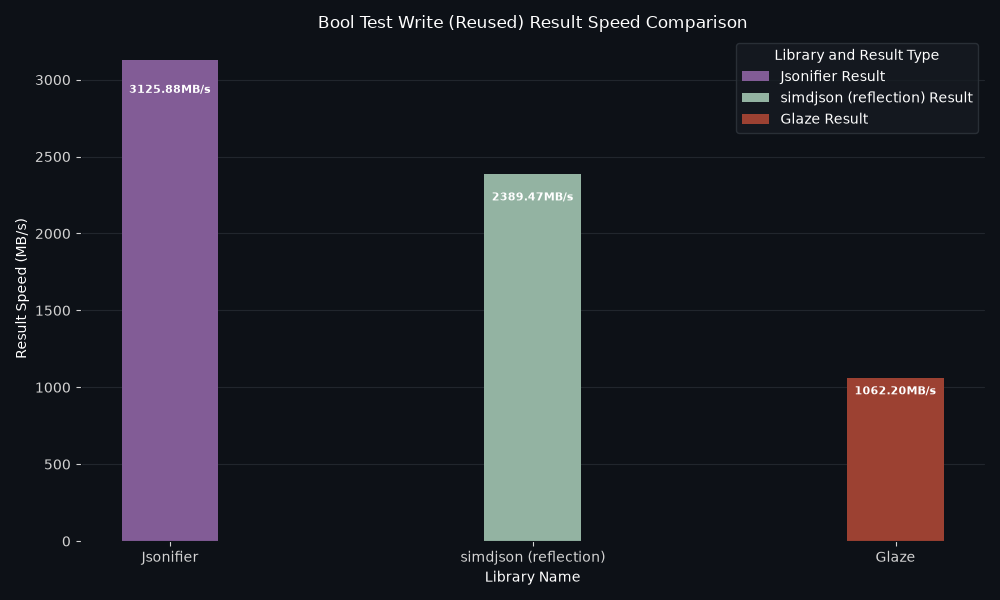 Bool Test Write (Reused) Result Speed Comparison
Library and Result Type
Jsonifier Result
simdjson (reflection) Result
Glaze Result
3125.88MB/s
2389.47MB/s
1062.20MB/s
Result Speed (MB/s)
3000
2500
2000
1500
1000
500
0
Jsonifier
simdjson (reflection)
Glaze
Library Name